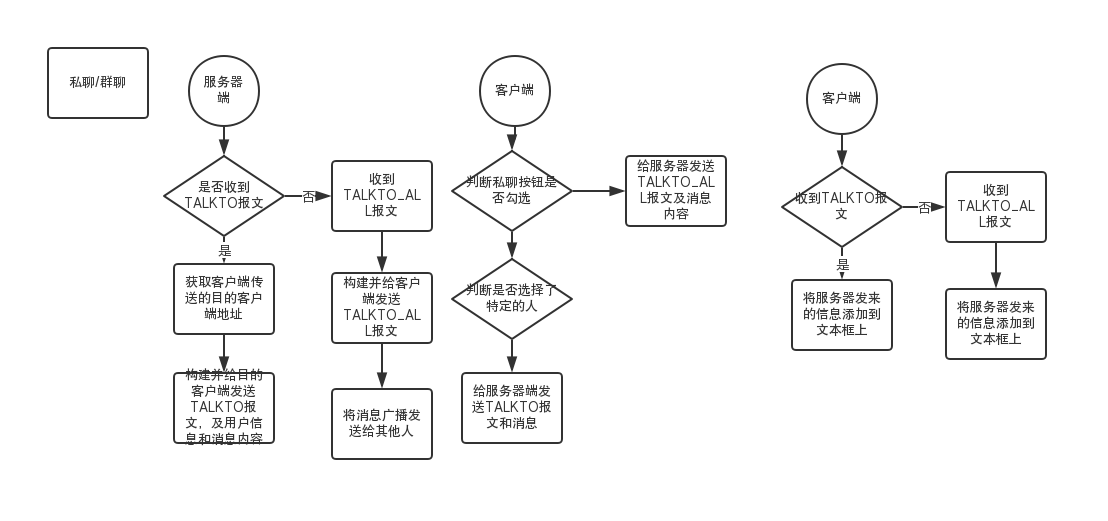 私聊/群聊
服务器
端
是否收到
TALKTO报文
否
是
获取客户端传
送的目的客户
端地址
构建并给目的
客户端发送
TALKTO报
文，及用户信
息和消息内容
收到
TALKTO_AL
L报文
构建并给客户
端发送
TALKTO_AL
L报文
将消息广播发
送给其他人
客户端
判断私聊按钮是
否勾选
给服务器发送
TALKTO_AL
L报文及消息
内容
判断是否选择了
特定的人
给服务器端发
送TALKTO报
文和消息
客户端
收到TALKTO报
文
否
是
将服务器发来
的信息添加到
文本框上
收到
TALKTO_AL
L报文
将服务器发来
的信息添加到
文本框上